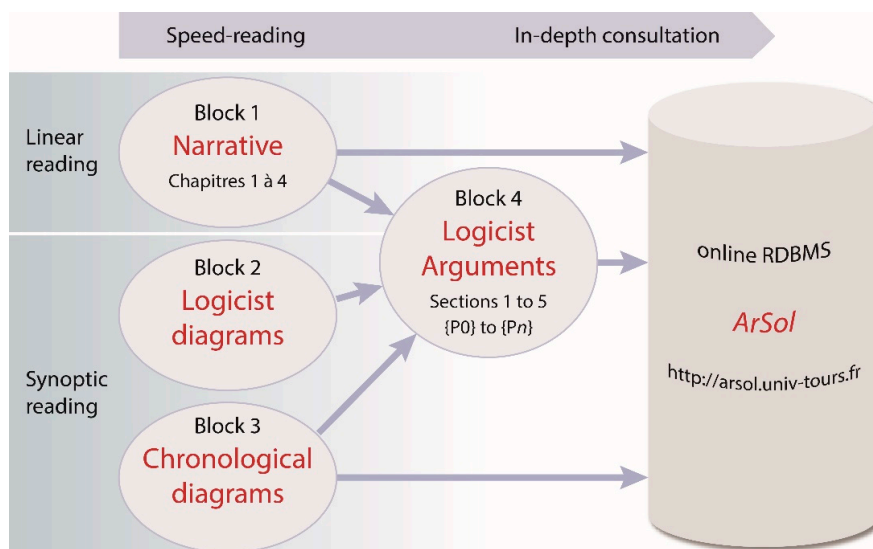 Speed-reading
In-depth consultation
Linear
reading
Block 1
Narrative
Chapitres 1 à 4
Block 4
Logicist
Arguments
Sections 1 to 5
{P0} to {Pn}
Synoptic
reading
Block 2
Logicist
diagrams
Block 3
Chronological
diagrams
online RDBMS
ArSol
http://arsol.univ-tours.fr